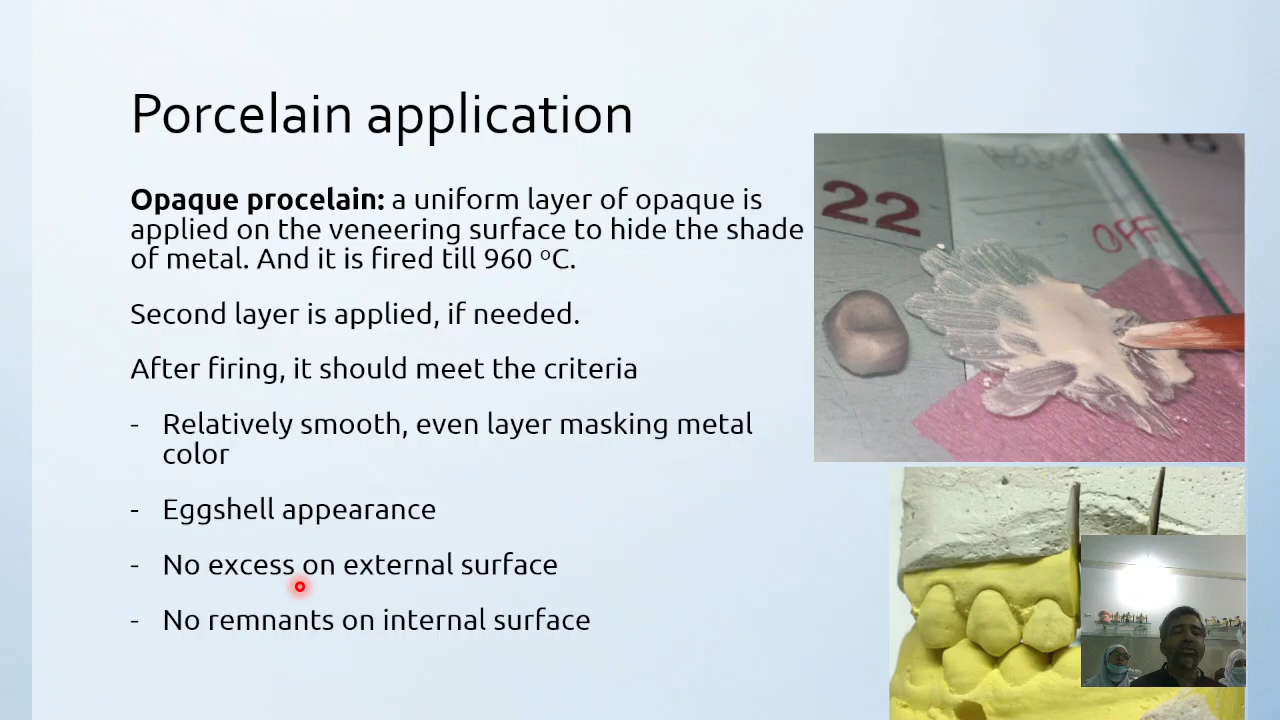 Porcelain application
Opaque procelain: a uniform layer of opaque is
applied on the veneering surface to hide the shade
of metal. And it is fired till 960 ºC.
Second layer is applied, if needed.
After firing, it should meet the criteria
- Relatively smooth, even layer masking metal
color
- Eggshell appearance
- No excess on external surface
- No remnants on internal surface
22